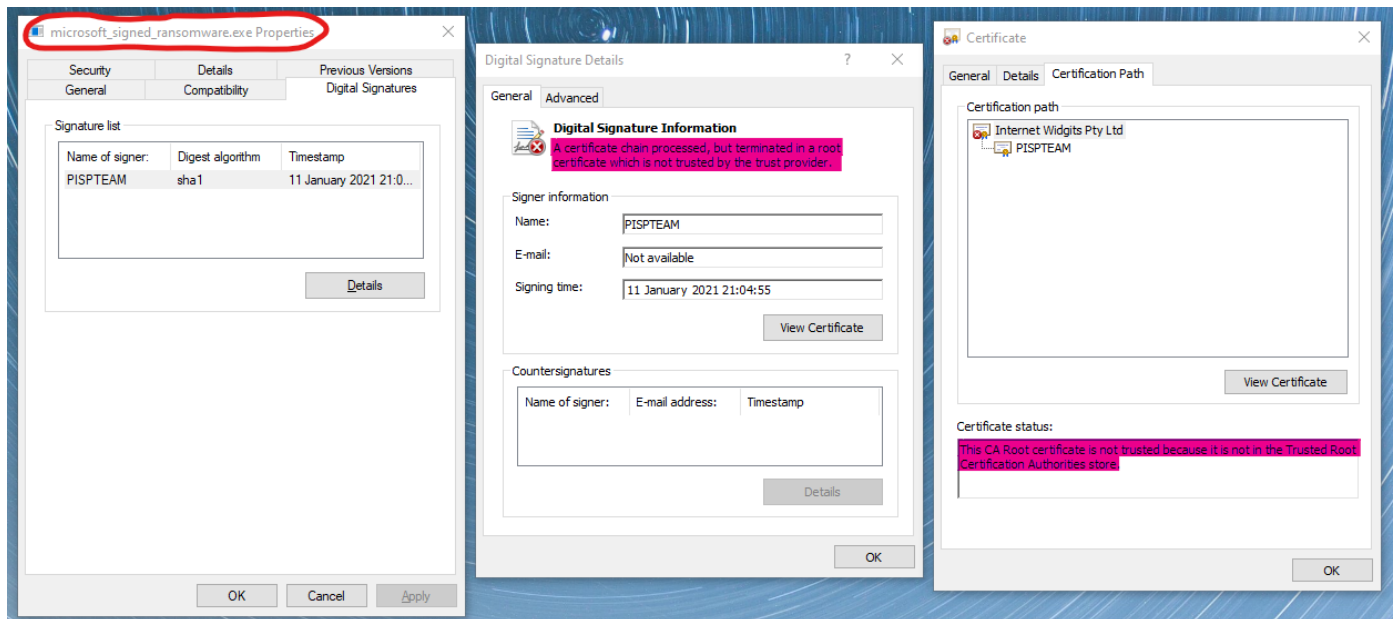 microsoft_signed_ransomware.exe Properties
Security Details Previous Versions
General Compatibility Digital Signatures
Signature list
Name of signer: Digest algorithm Timestamp
PISPTEAM sha1 11 January 2021 21:0...
Details
OK Cancel Apply
Digital Signature Details ?
General Advanced
Digital Signature Information
A certificate chain processed, but terminated in a root
certificate which is not trusted by the trust provider.
Signer information
Name: PISPTEAM
E-mail: Not available
Signing time: 11 January 2021 21:04:55
View Certificate
Countersignatures
Name of signer: E-mail address: Timestamp
Details
OK
Certificate
General Details Certification Path
Certification path
Internet Widgits Pty Ltd
PISPTEAM
View Certificate
Certificate status:
This CA Root certificate is not trusted because it is not in the Trusted Root
Certification Authorities store.
OK